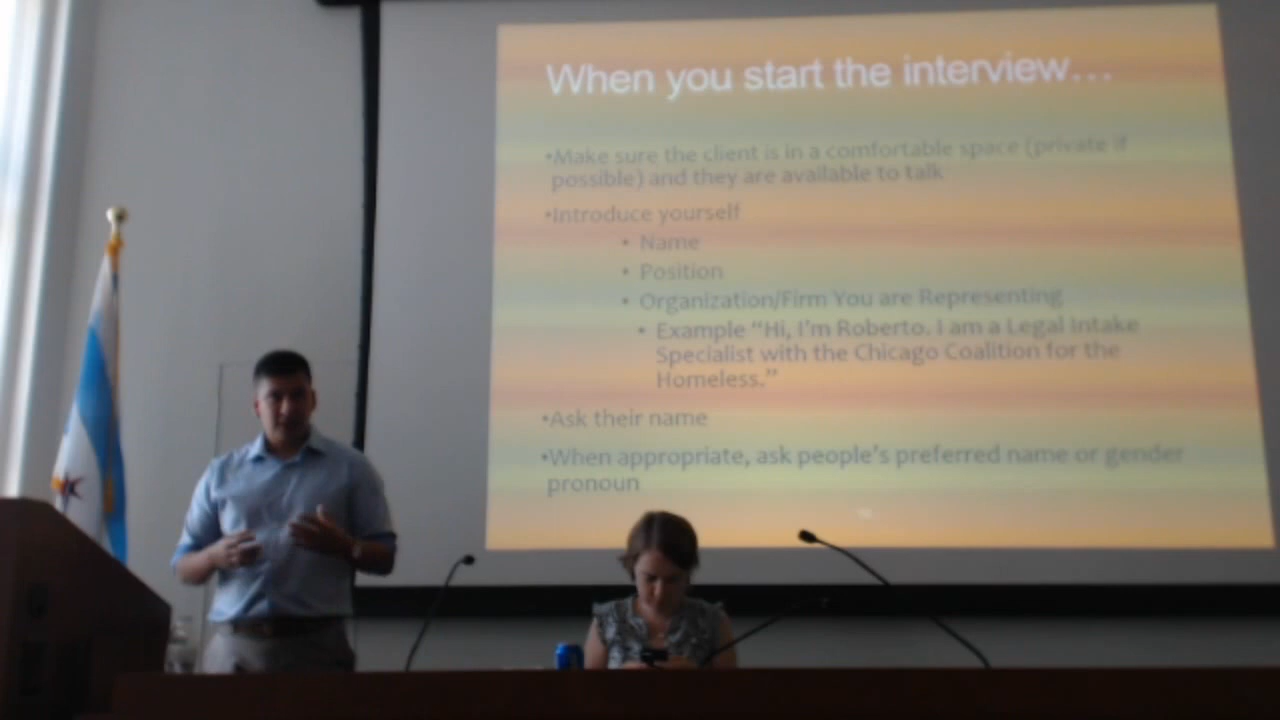 When you start the interview...
•Make sure the client is in a comfortable space (private if
possible) and they are available to talk
•Introduce yourself
• Name
• Position
• Organization/Firm You are Representing
• Example “Hi, I’m Roberto. I am a Legal Intake
Specialist with the Chicago Coalition for the
Homeless.”
•Ask their name
•When appropriate, ask people’s preferred name or gender
pronoun